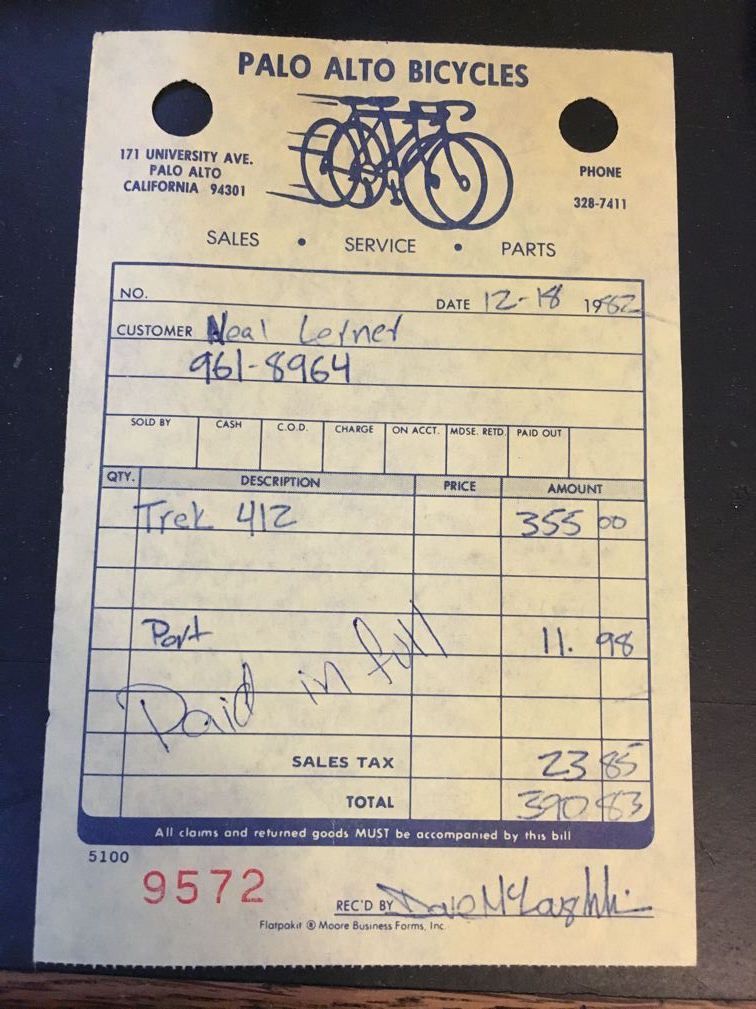 PALO ALTO BICYCLES
171 UNIVERSITY AVE.
PALO ALTO
CALIFORNIA 94301
PHONE
328-7411
SALES • SERVICE • PARTS
NO.
DATE 12-18 1982
CUSTOMER Neal Lerner
961-8964
SOLD BY CASH C.O.D. CHARGE ON ACCT. MDSE. RETD. PAID OUT
QTY. DESCRIPTION PRICE AMOUNT
Trek 412 355 00
Part 11. 98
Paid in full
SALES TAX 23 85
TOTAL 390 83
All claims and returned goods MUST be accompanied by this bill
5100
9572
REC'D BY Dave McLaughlin
Flatpakit ® Moore Business Forms, Inc.